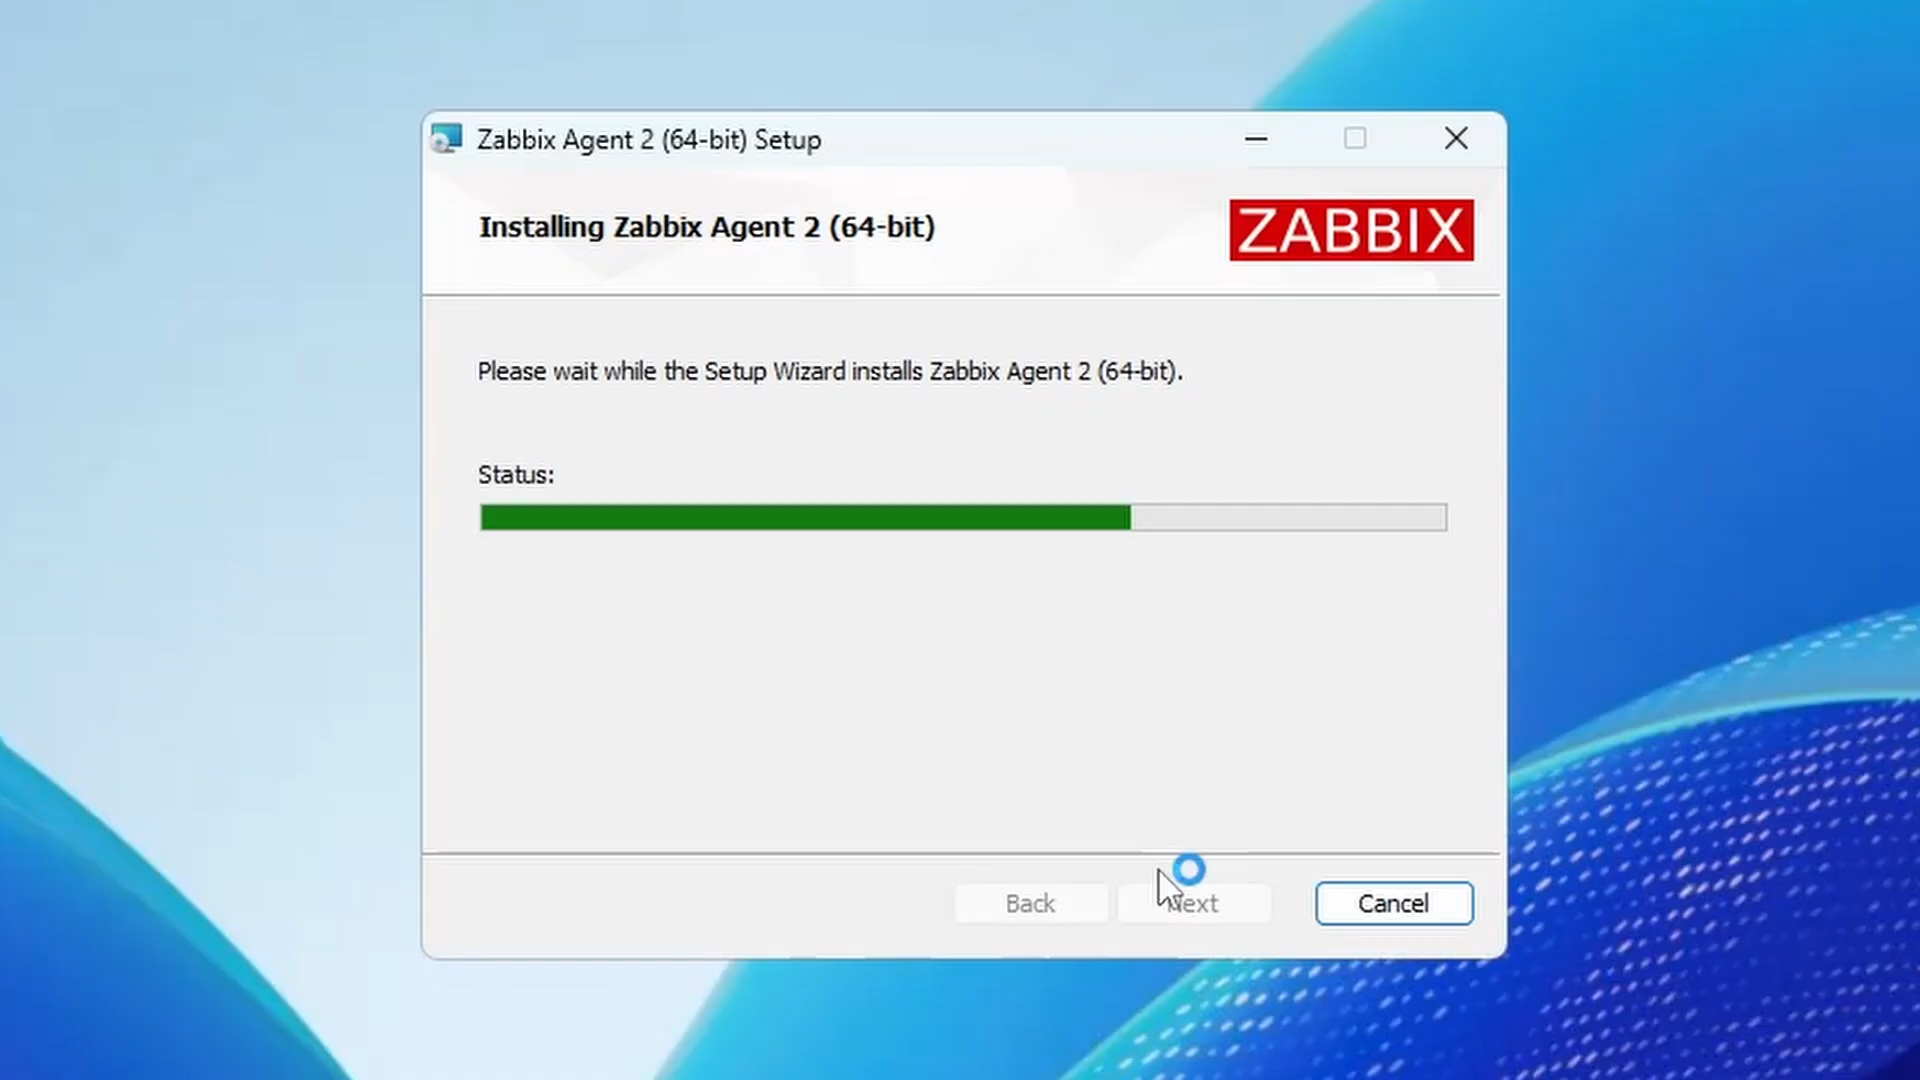 Zabbix Agent 2 (64-bit) Setup
Installing Zabbix Agent 2 (64-bit)
ZABBIX
Please wait while the Setup Wizard installs Zabbix Agent 2 (64-bit).
Status:
Back
Next
Cancel